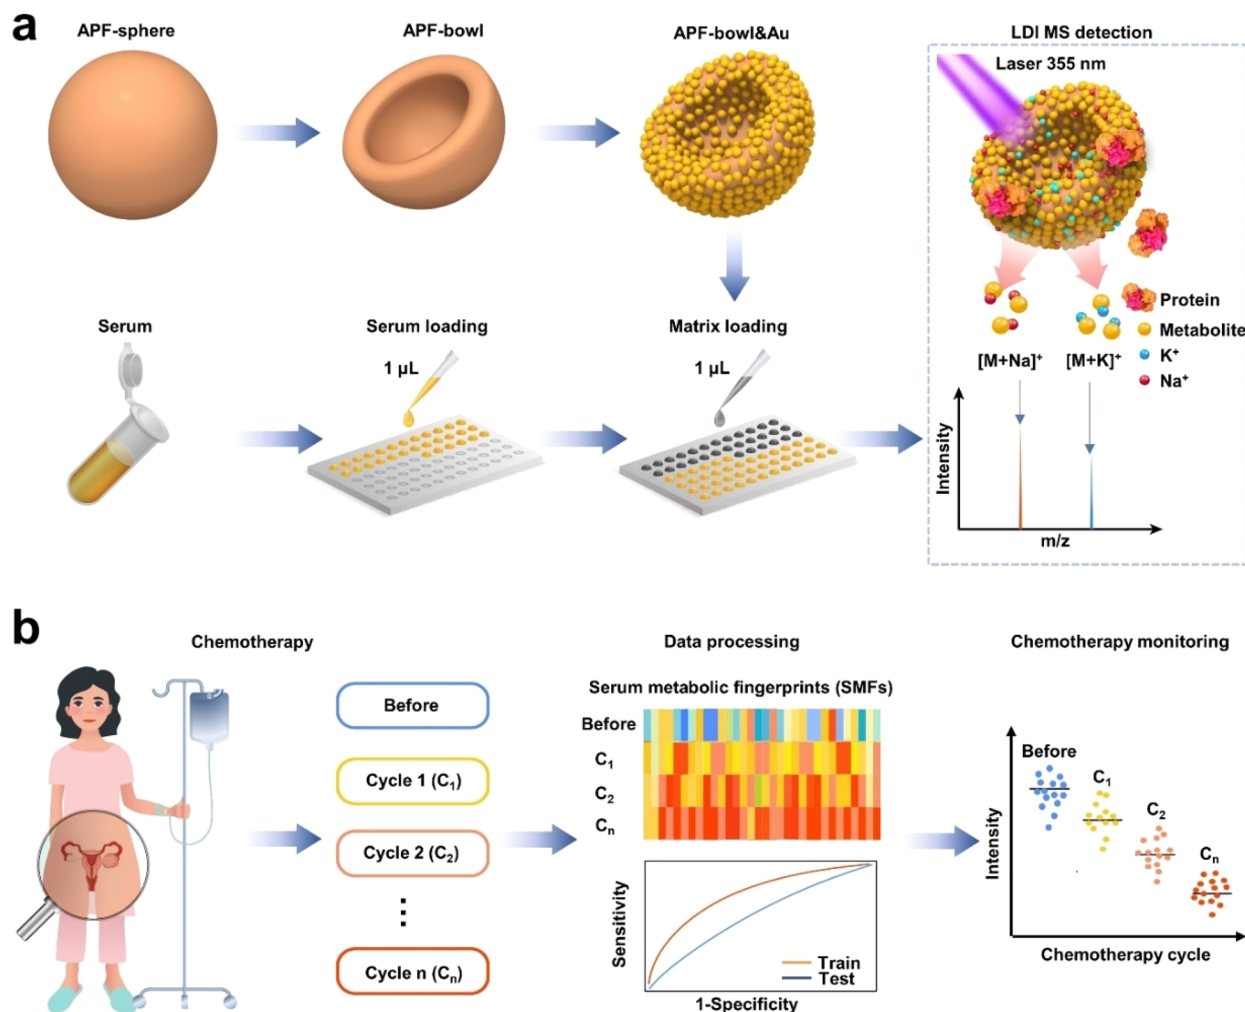 a
APF-sphere
APF-bowl
APF-bowl&Au
LDI MS detection
Laser 355 nm
Serum
Serum loading
1 µL
Matrix loading
1 µL
Protein
Metabolite
K⁺
Na⁺
[M+Na]⁺
[M+K]⁺
Intensity
m/z
b
Chemotherapy
Before
Cycle 1 (C₁)
Cycle 2 (C₂)
⋮
Cycle n (Cₙ)
Data processing
Serum metabolic fingerprints (SMFs)
Before
C₁
C₂
Cₙ
Sensitivity
Train
Test
1-Specificity
Chemotherapy monitoring
Intensity
Before
C₁
C₂
Cₙ
Chemotherapy cycle